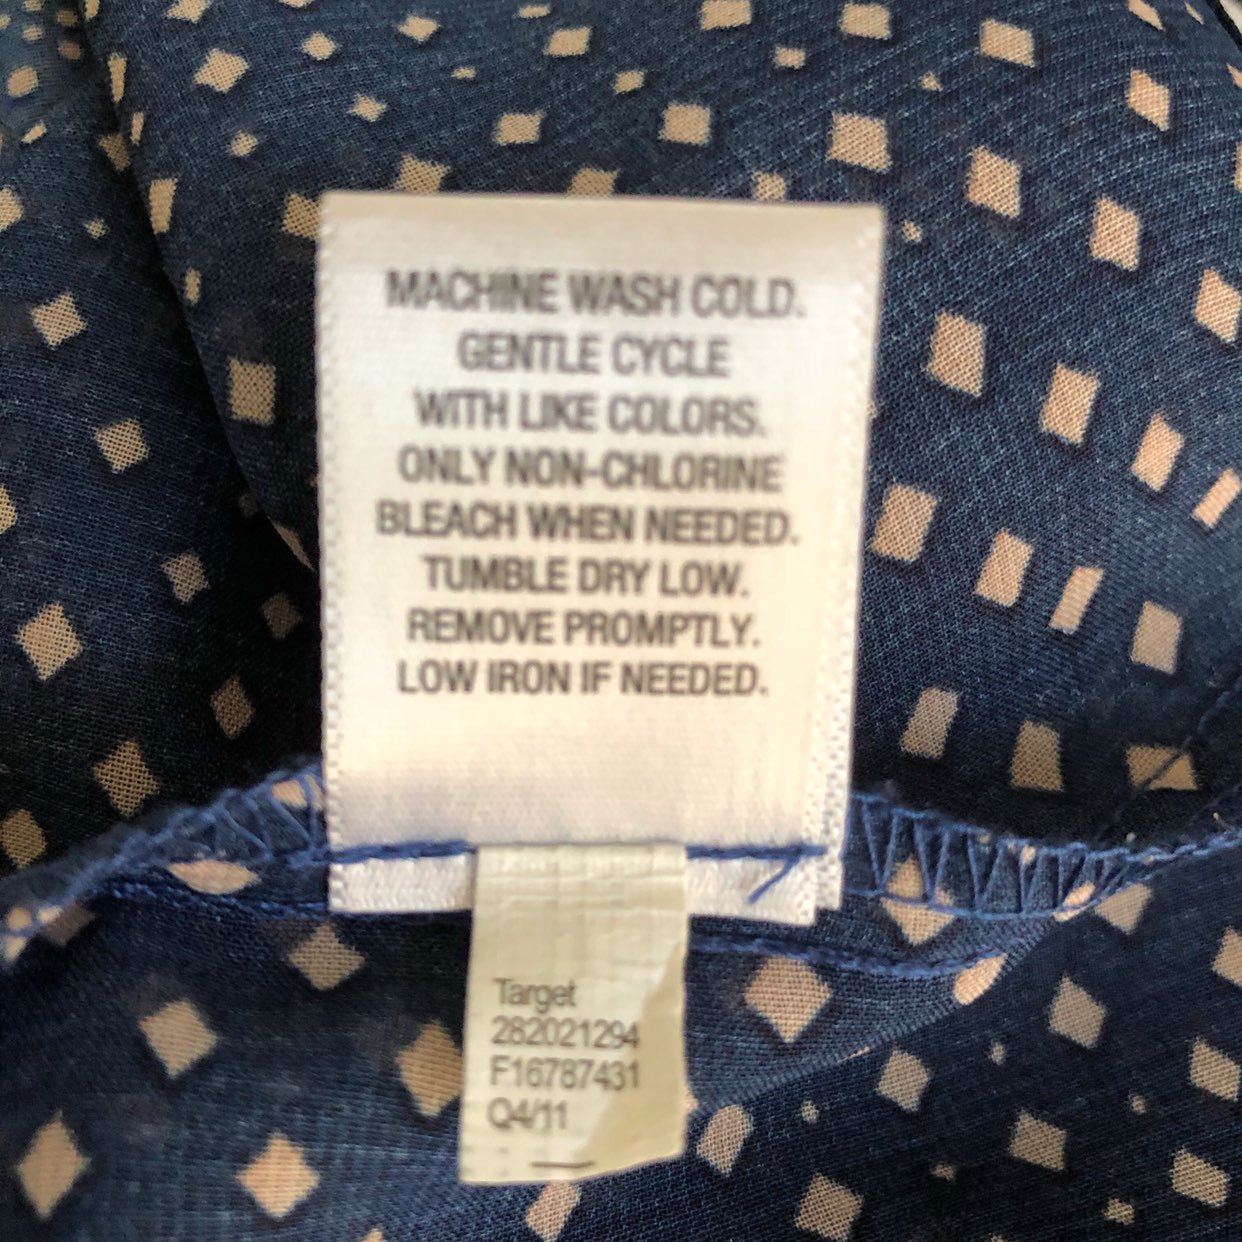 MACHINE WASH COLD.
GENTLE CYCLE
WITH LIKE COLORS.
ONLY NON-CHLORINE
BLEACH WHEN NEEDED.
TUMBLE DRY LOW.
REMOVE PROMPTLY.
LOW IRON IF NEEDED.
Target
282021294
F16787431
Q4/11